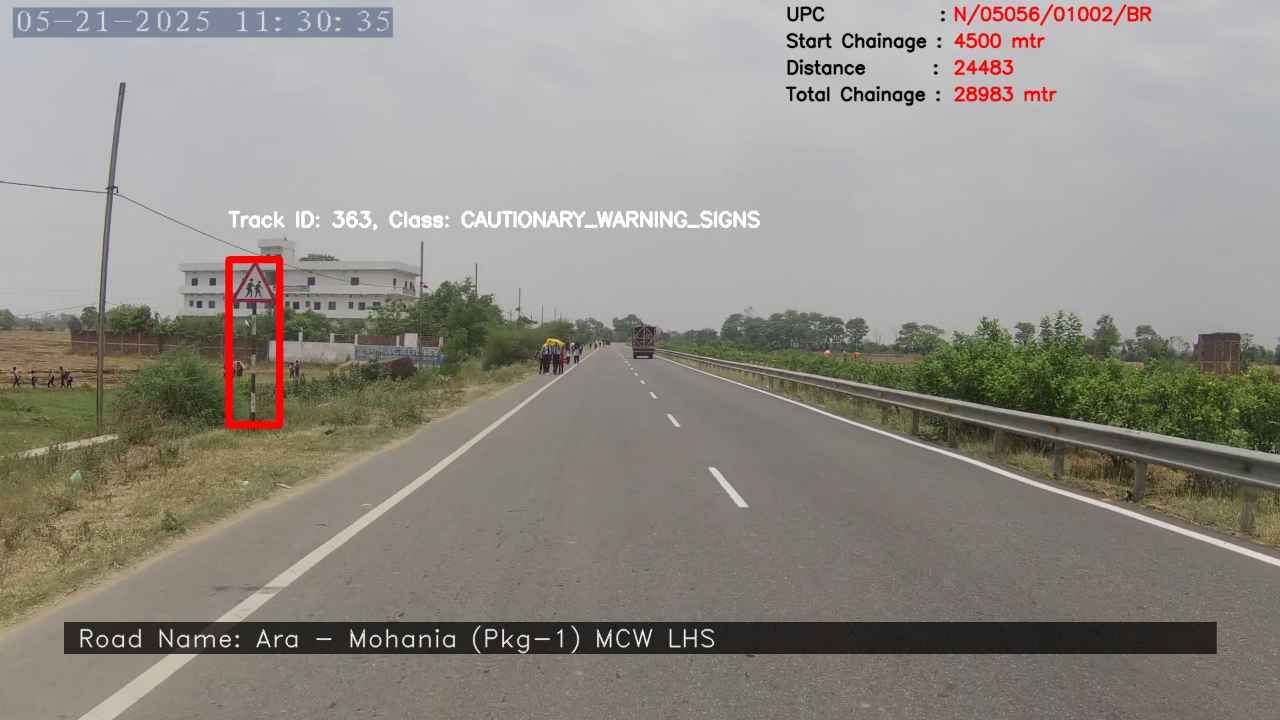 05-21-2025 11:30:35
UPC : N/05056/01002/BR
Start Chainage : 4500 mtr
Distance : 24483
Total Chainage : 28983 mtr
Track ID: 363, Class: CAUTIONARY_WARNING_SIGNS
Road Name: Ara - Mohania (Pkg-1) MCW LHS